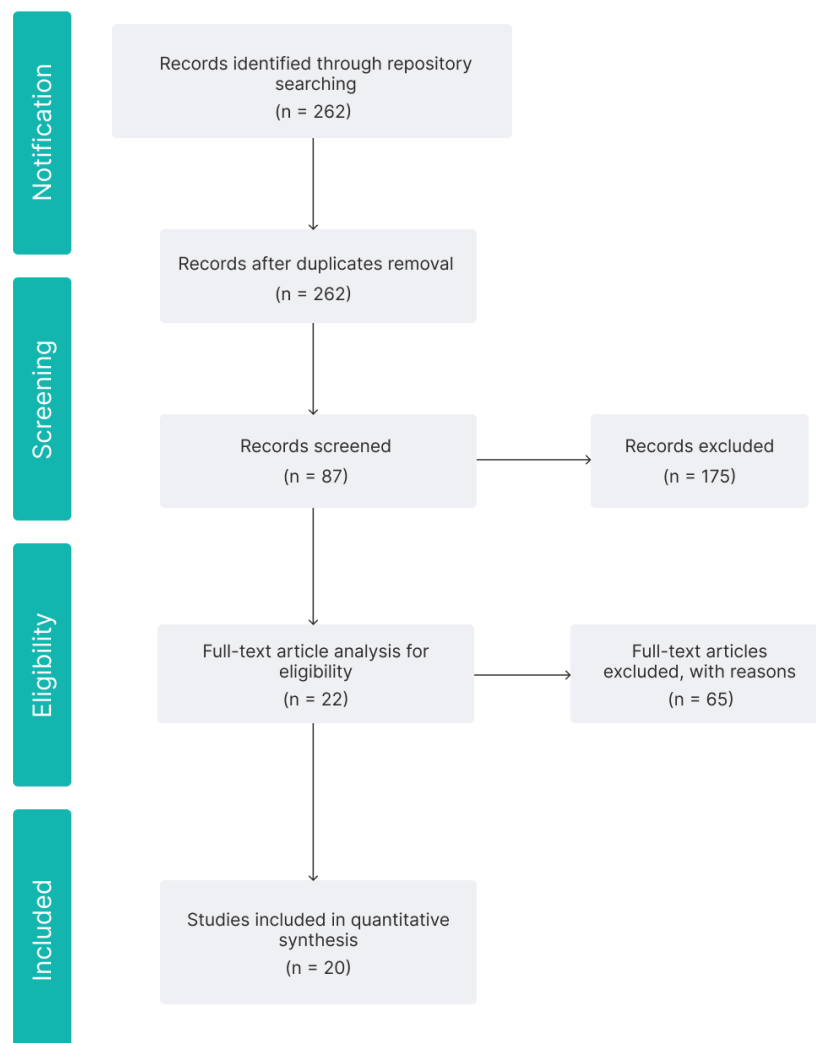 Notification
Records identified through repository
searching
(n = 262)
Records after duplicates removal
(n = 262)
Screening
Records screened
(n = 87)
Records excluded
(n = 175)
Eligibility
Full-text article analysis for
eligibility
(n = 22)
Full-text articles
excluded, with reasons
(n = 65)
Included
Studies included in quantitative
synthesis
(n = 20)